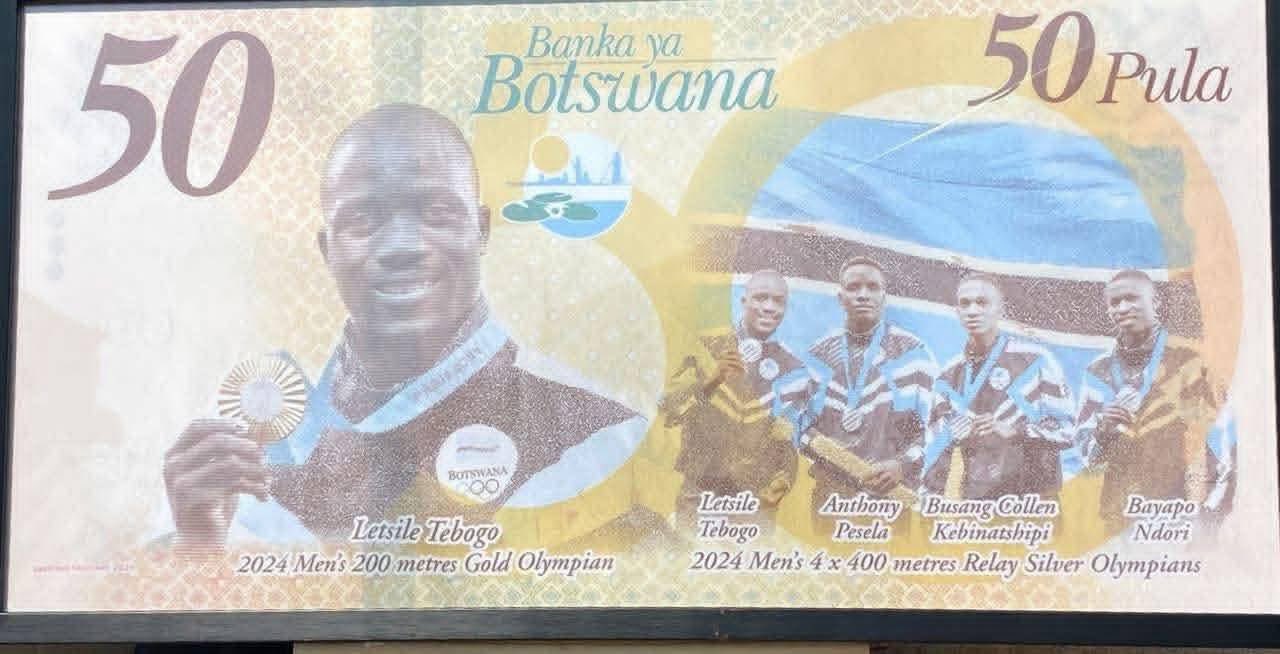 50
Banka ya
Botswana
50 Pula
BOTSWANA
Letsile Tebogo
2024 Men's 200 metres Gold Olympian
Letsile
Tebogo
Anthony
Pesela
Busang Collen
Kebinatshipi
Bayapo
Ndori
2024 Men's 4 x 400 metres Relay Silver Olympians